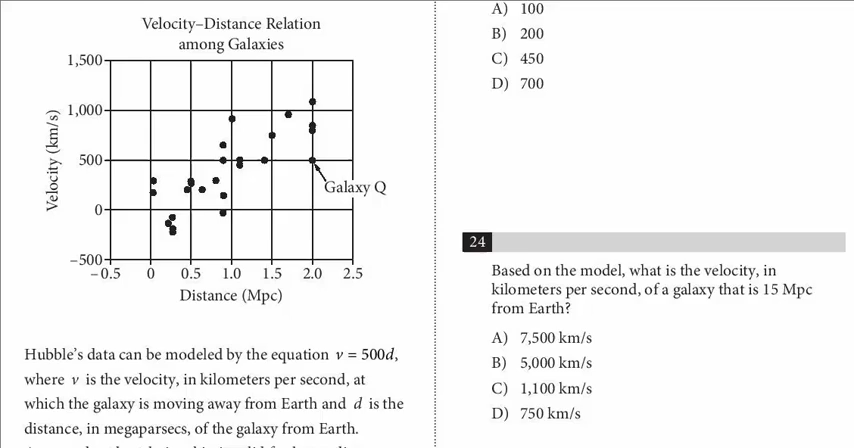 Velocity–Distance Relation
among Galaxies
1,500
1,000
500
0
−500
Velocity (km/s)
Galaxy Q
−0.5 0 0.5 1.0 1.5 2.0 2.5
Distance (Mpc)
Hubble’s data can be modeled by the equation v = 500d,
where v is the velocity, in kilometers per second, at
which the galaxy is moving away from Earth and d is the
distance, in megaparsecs, of the galaxy from Earth.
A) 100
B) 200
C) 450
D) 700
24
Based on the model, what is the velocity, in
kilometers per second, of a galaxy that is 15 Mpc
from Earth?
A) 7,500 km/s
B) 5,000 km/s
C) 1,100 km/s
D) 750 km/s